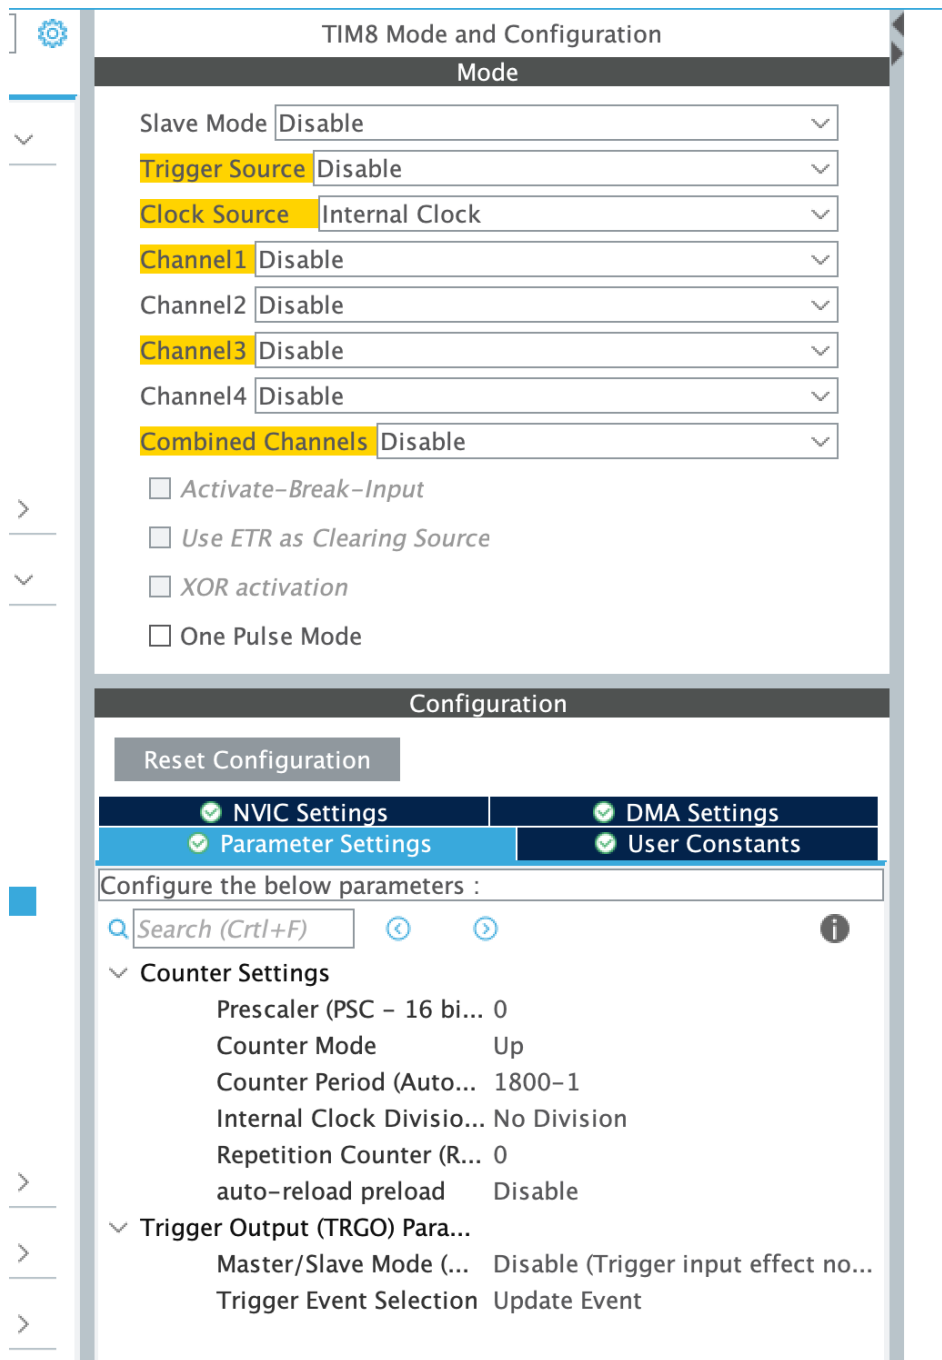 TIM8 Mode and Configuration
Mode
Slave Mode Disable
Trigger Source Disable
Clock Source Internal Clock
Channel1 Disable
Channel2 Disable
Channel3 Disable
Channel4 Disable
Combined Channels Disable
Activate-Break-Input
Use ETR as Clearing Source
XOR activation
One Pulse Mode
Configuration
Reset Configuration
NVIC Settings DMA Settings
Parameter Settings User Constants
Configure the below parameters :
Search (Crtl+F)
Counter Settings
Prescaler (PSC - 16 bi... 0
Counter Mode Up
Counter Period (Auto... 1800-1
Internal Clock Divisio... No Division
Repetition Counter (R... 0
auto-reload preload Disable
Trigger Output (TRGO) Para...
Master/Slave Mode (... Disable (Trigger input effect no...
Trigger Event Selection Update Event